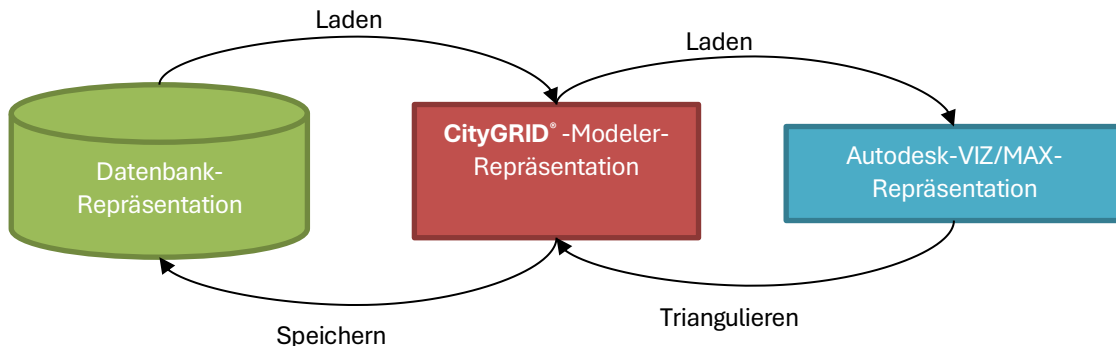 Laden
Laden
CityGRID® -Modeler-
Repräsentation
Datenbank-
Repräsentation
Autodesk-VIZ/MAX-
Repräsentation
Speichern
Triangulieren